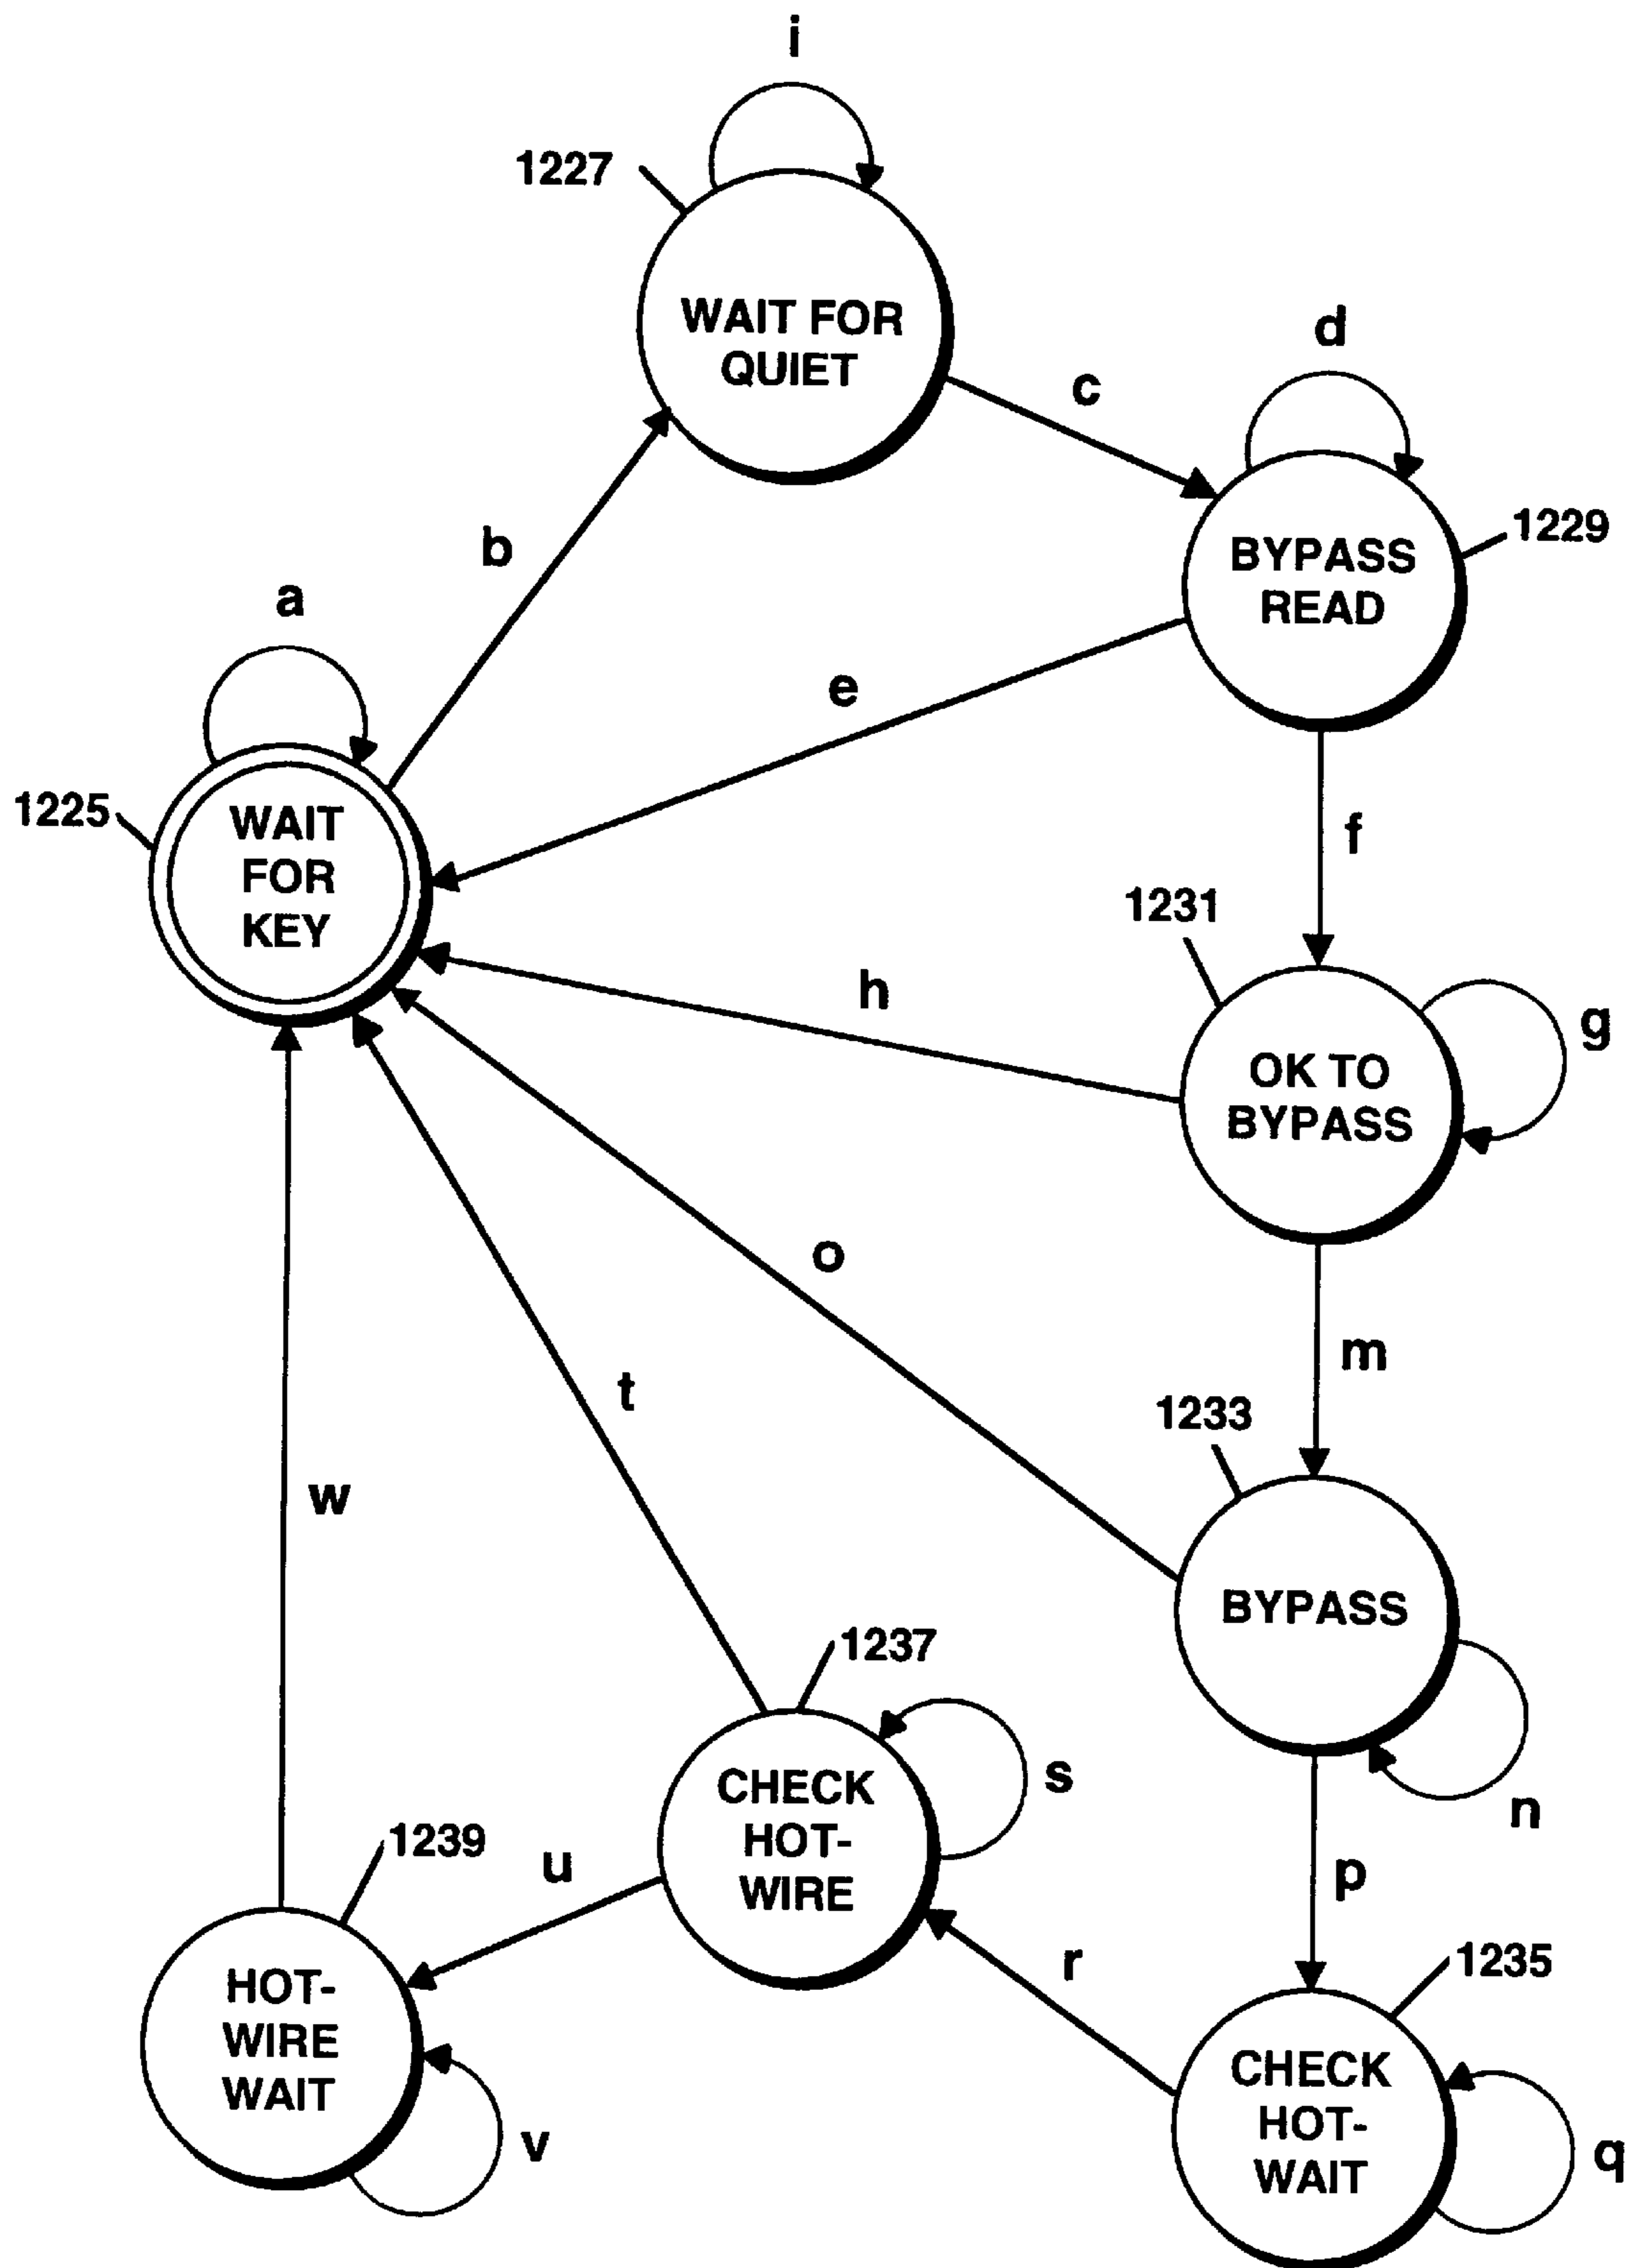 i
1227
WAIT FOR
QUIET
d
c
1229
BYPASS
READ
b
a
e
1225
WAIT
FOR
KEY
f
1231
h
g
OK TO
BYPASS
o
m
t
1233
w
BYPASS
1237
CHECK
HOT-
WIRE
s
n
1239
u
p
r
1235
HOT-
WIRE
WAIT
v
CHECK
HOT-
WAIT
q